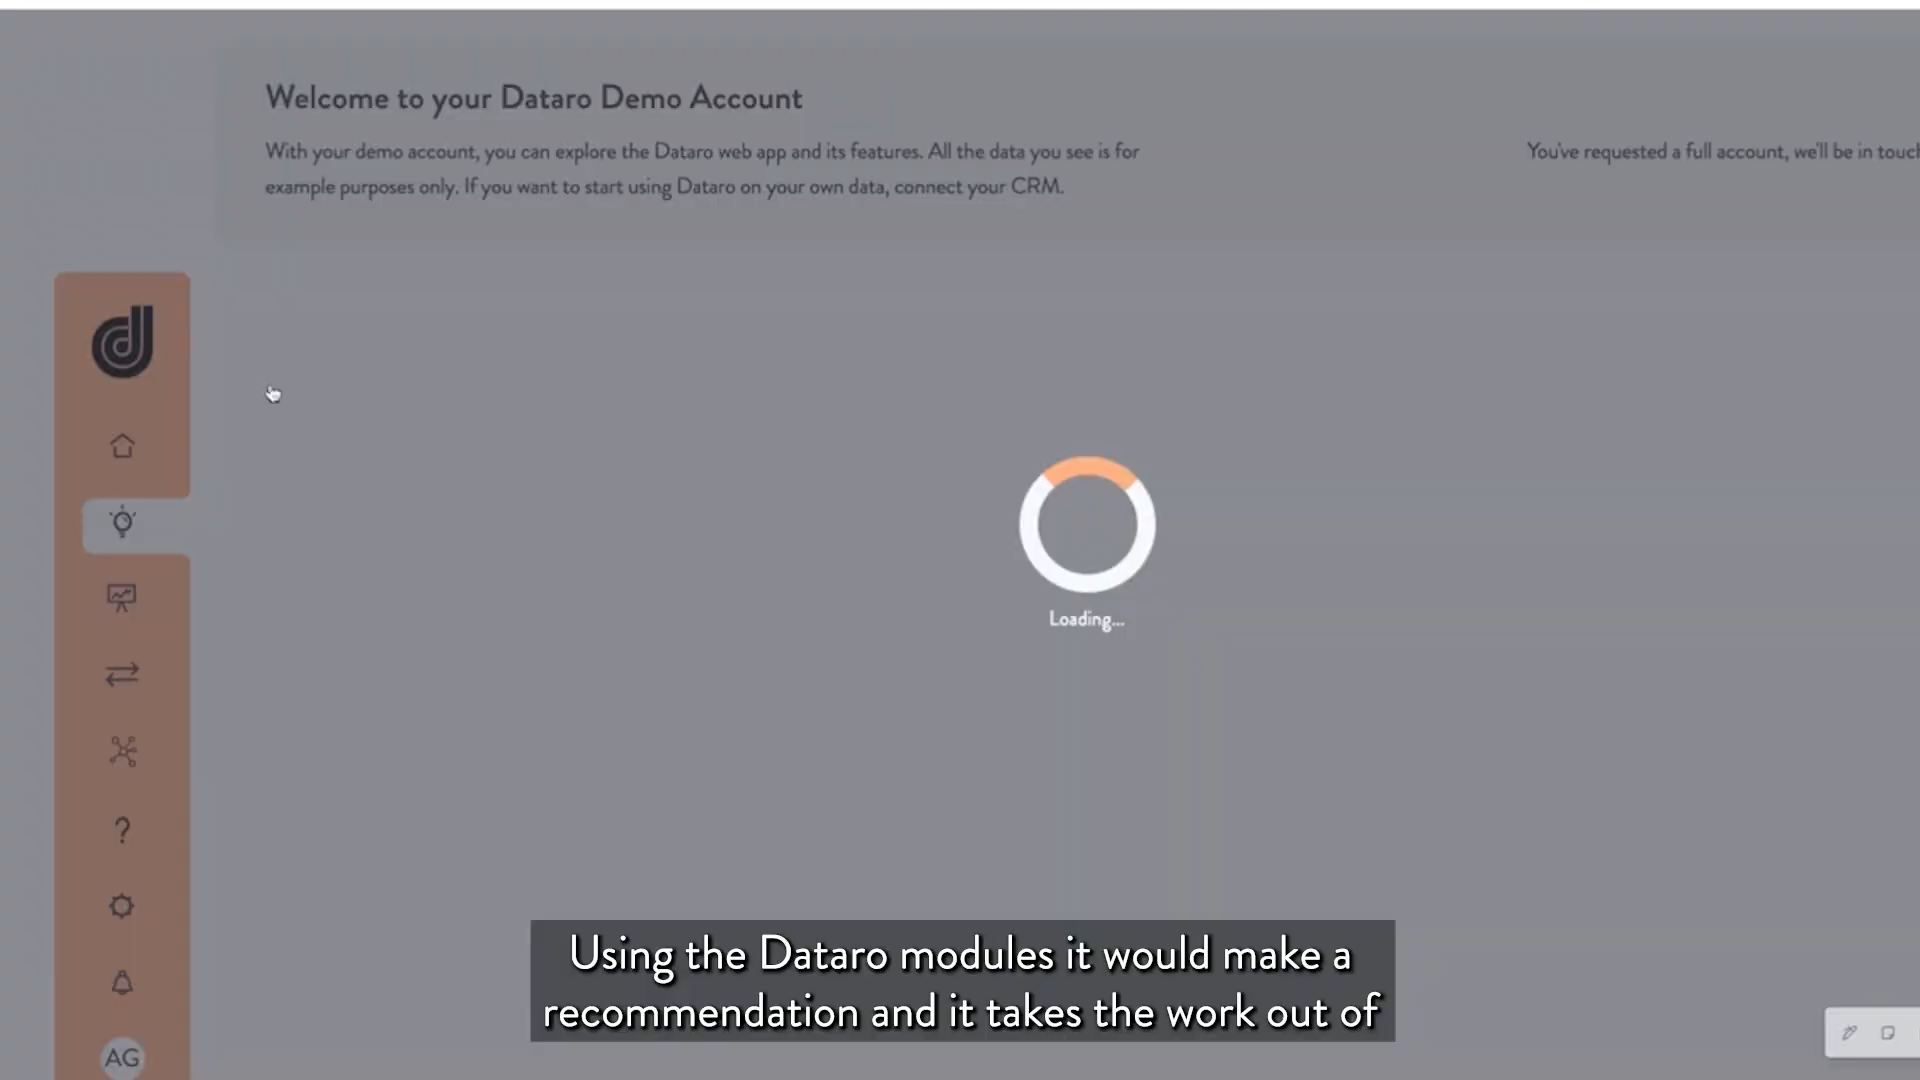 Welcome to your Dataro Demo Account
With your demo account, you can explore the Dataro web app and its features. All the data you see is for
example purposes only. If you want to start using Dataro on your own data, connect your CRM.
You've requested a full account, we'll be in touch
d
?
AG
Loading...
Using the Dataro modules it would make a
recommendation and it takes the work out of